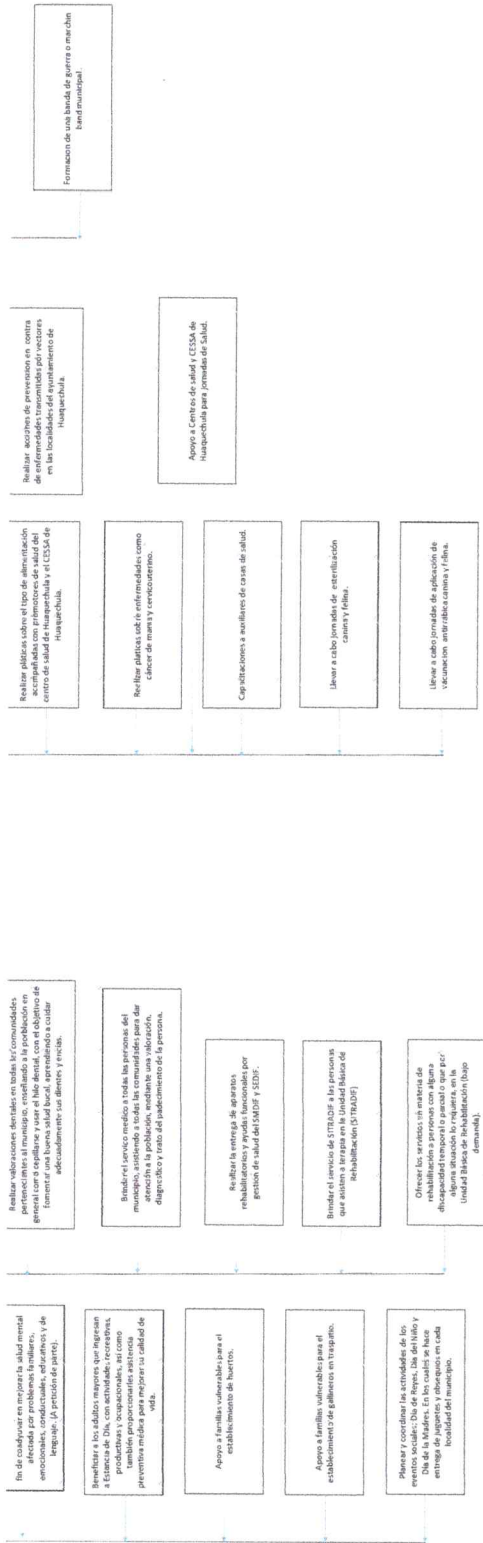 fin de coadyuvar en mejorar la salud mental
afectada por problemas familiares,
emocionales, conductuales, educativos y de
lenguaje. (A petición de parte).
Beneficiar a los adultos mayores que ingresan
a Estancia de Día, con actividades recreativas,
productivas y ocupacionales, así como
también proporcionarles asistencia
preventiva médica para mejorar su calidad de
vida.
Apoyo a familias vulnerables para el
establecimiento de huertos.
Apoyo a familias vulnerables para el
establecimiento de gallineros en traspatio.
Planear y coordinar las actividades de los
eventos sociales; Día de Reyes, Día del Niño y
Día de la Madres. En los cuales se hace
entrega de juguetes y obsequios en cada
localidad del municipio.
Realizar valoraciones dentales en todas las comunidades
pertenecientes al municipio, enseñando a la porblación en
general como cepillarse y usar el hilo dental, con el objetivo de
fomentar una buena salud bucal, aprendiendo a cuidar
adecuadamente sus dientes y encías.
Brindar el servico medico a todas las personas del
municipio, asistiendo a todas las comunidades para dar
atención a la población, mediante una valoración,
diagnostico y trato del padecimiento de la persona.
Realizar la entrega de aparatos
rehabilitatorios y ayudas funcionales por
gestión de salud del SMDIF y SEDIF.
Brindar el servicio de SITRADIF a las personas
que asisten a terapia en la Unidad Básica de
Rehabilitación (SITRADIF)
Ofrecer los servicios en materia de
rehabilitación a personas con alguna
discapacidad temporal o parcial o que por
alguna situación lo requiera, en la
Unidad Básica de Rehabilitación (bajo
demanda).
Realizar pláticas sobre el tipo de alimentación
acompañadas con promotores de salud del
centro de salud de Huaquechula y el CESSA de
Huaquechula.
Realizar platicas sobre enfermedades como
cáncer de mama y cervicouterino.
Capacitaciones a auxiliares de casas de salud.
Llevar a cabo jornadas de esterilización
canina y felina.
Llevar a cabo jornadas de aplicación de
vacunacion antirrábica canina y felina.
Realizar acciones de prevencion en contra
de enfermedades transmitidas por vectores
en las localidades del ayuntamiento de
Huaquechula.
Apoyo a Centros de salud y CESSA de
Huaquechula para jornadas de Salud.
Formacion de una banda de guerra o marchin
band municipal.